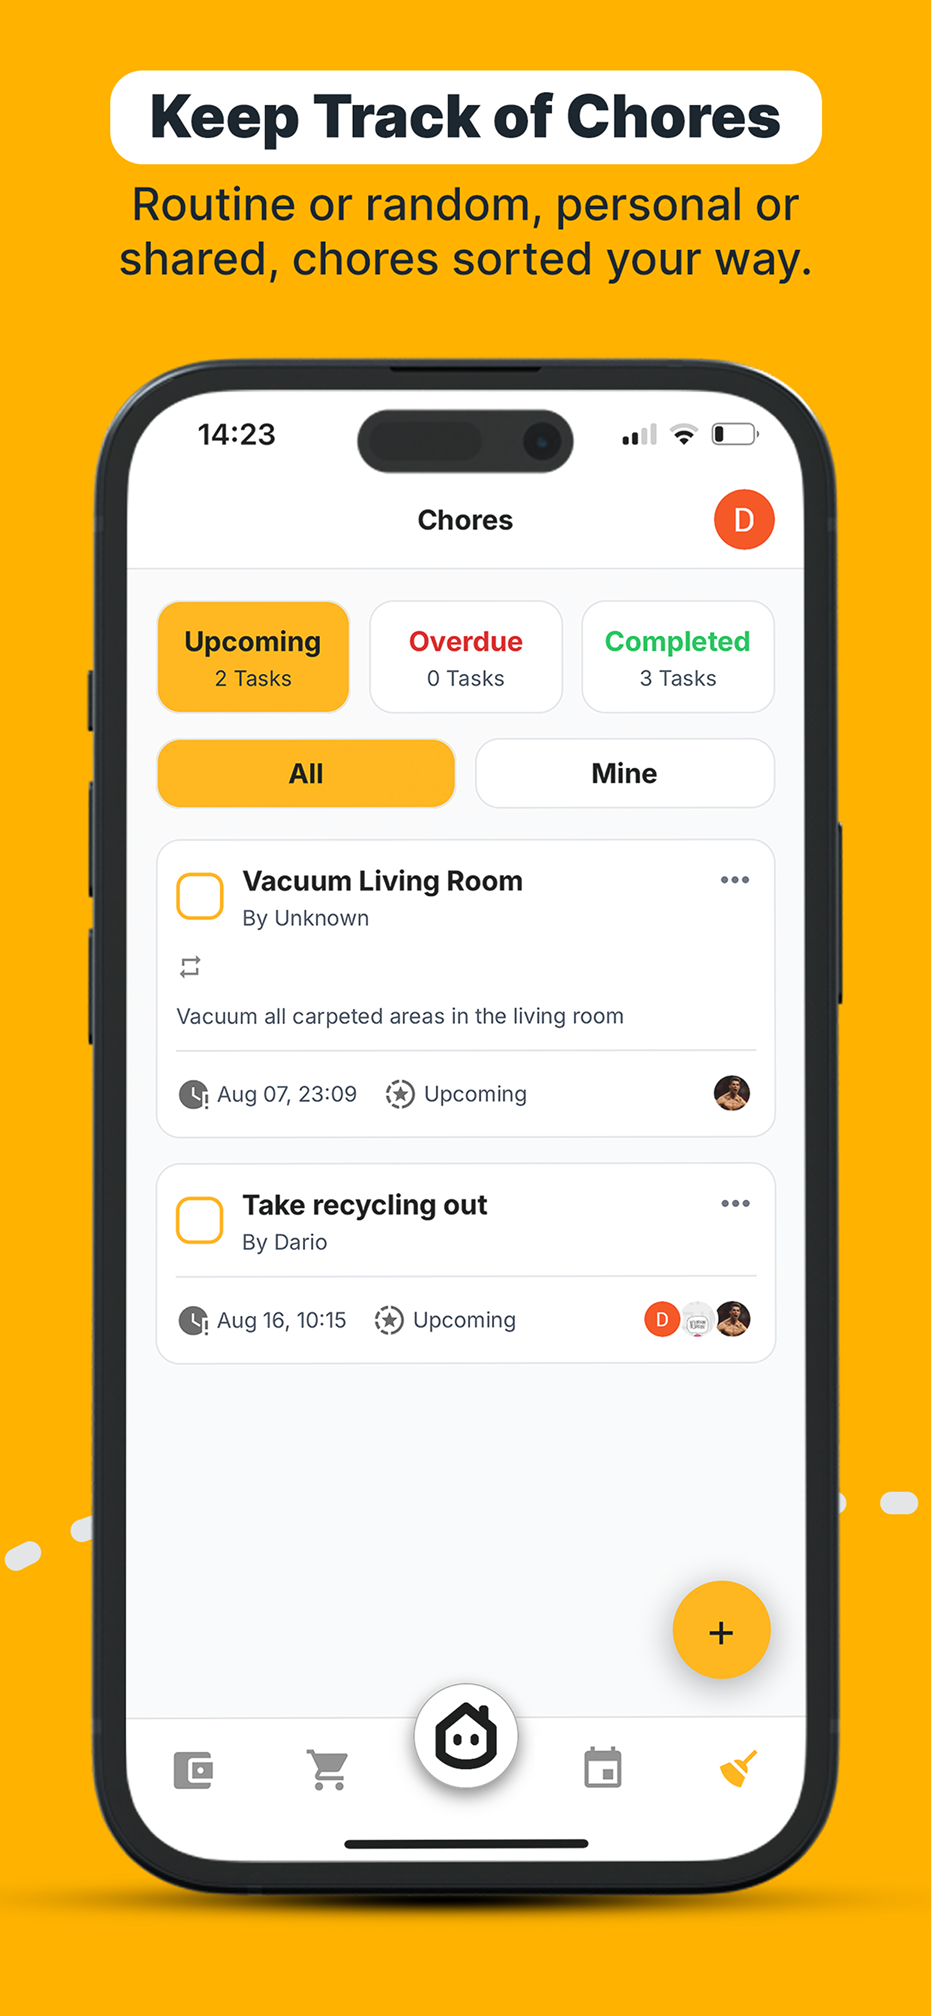 Keep Track of Chores
Routine or random, personal or
shared, chores sorted your way.
14:23
Chores
D
Upcoming
2 Tasks
Overdue
0 Tasks
Completed
3 Tasks
All
Mine
Vacuum Living Room
By Unknown
Vacuum all carpeted areas in the living room
Aug 07, 23:09
Upcoming
Take recycling out
By Dario
Aug 16, 10:15
Upcoming
D
+